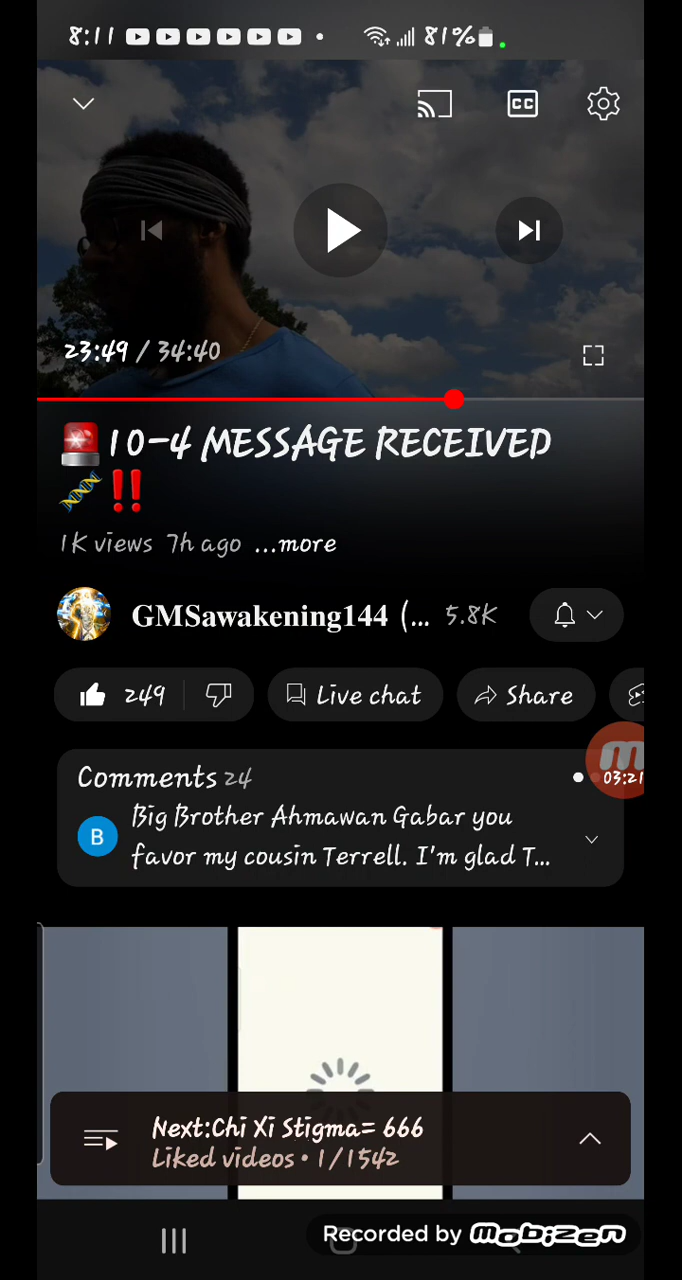 8:11 81%
CC
23:49 / 34:40
🚨10-4 MESSAGE RECEIVED
🧬‼️
1K views 7h ago ...more
GMSawakening144 (... 5.8K
249 Live chat Share
Comments 24
03:21
B
Big Brother Ahmawan Gabar you
favor my cousin Terrell. I'm glad T...
Next:Chi Xi Stigma= 666
Liked videos • 1/1542
Recorded by mobizen